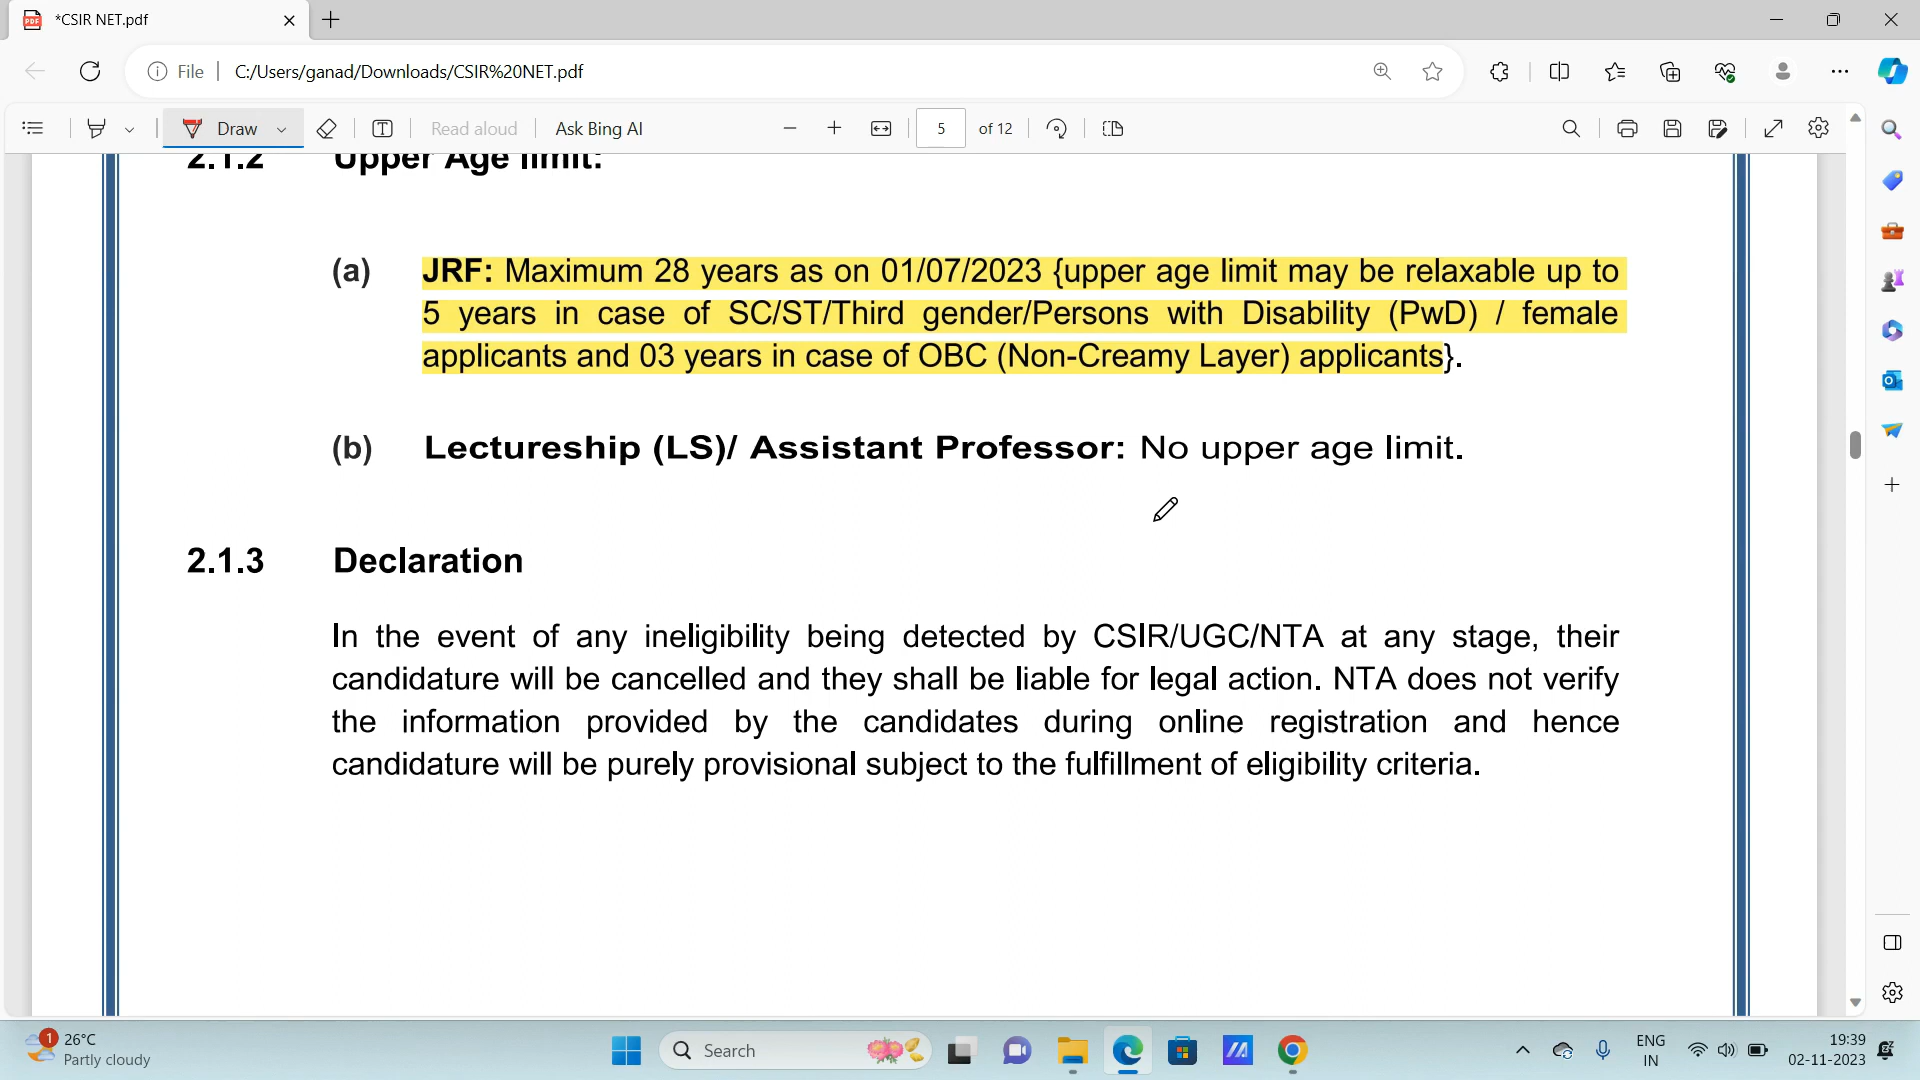 *CSIR NET.pdf
File
C:/Users/ganad/Downloads/CSIR%20NET.pdf
Draw
Read aloud
Ask Bing AI
5
of 12
2.1.2 Upper Age limit:
(a) JRF: Maximum 28 years as on 01/07/2023 {upper age limit may be relaxable up to
5 years in case of SC/ST/Third gender/Persons with Disability (PwD) / female
applicants and 03 years in case of OBC (Non-Creamy Layer) applicants}.
(b) Lectureship (LS)/ Assistant Professor: No upper age limit.
2.1.3 Declaration
In the event of any ineligibility being detected by CSIR/UGC/NTA at any stage, their
candidature will be cancelled and they shall be liable for legal action. NTA does not verify
the information provided by the candidates during online registration and hence
candidature will be purely provisional subject to the fulfillment of eligibility criteria.
1
26°C
Partly cloudy
Search
ENG
IN
19:39
02-11-2023